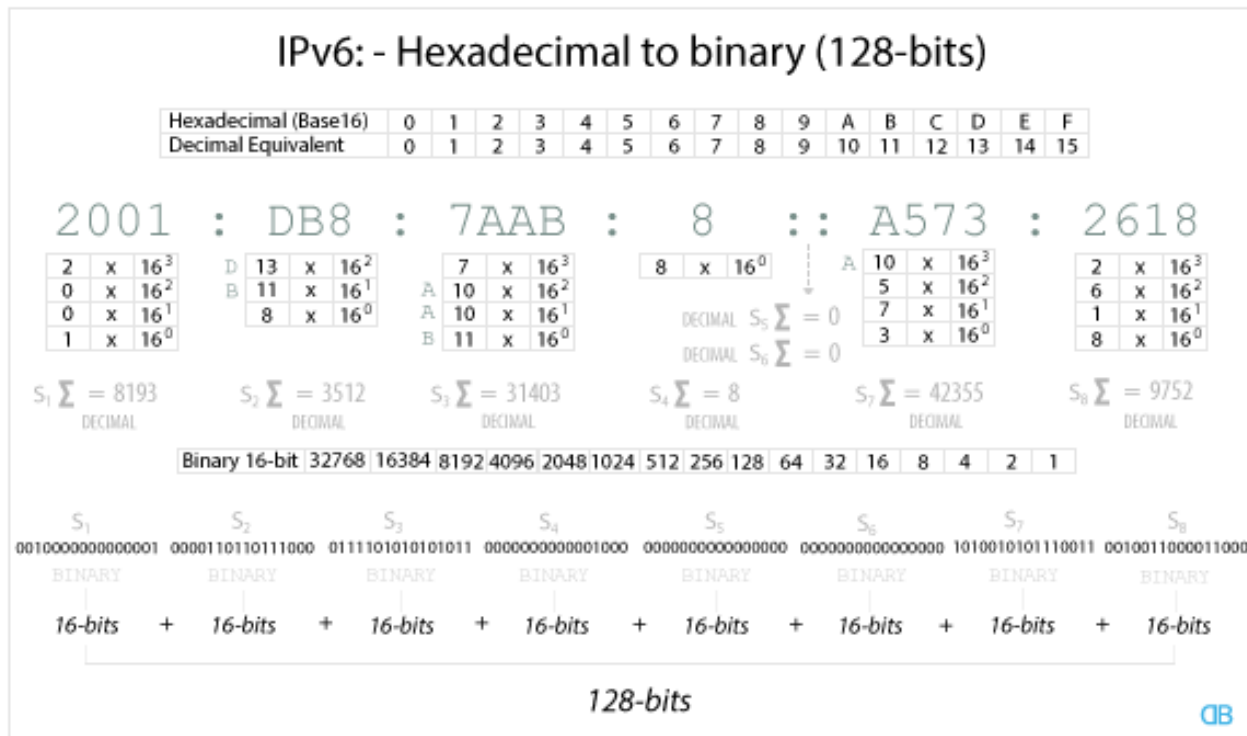 IPv6: - Hexadecimal to binary (128-bits)
Hexadecimal (Base16) 0 1 2 3 4 5 6 7 8 9 A B C D E F
Decimal Equivalent 0 1 2 3 4 5 6 7 8 9 10 11 12 13 14 15
2001 : DB8 : 7AAB : 8 :: A573 : 2618
2 x 16³ D 13 x 16² 7 x 16³ 8 x 16⁰ A 10 x 16³ 2 x 16³
0 x 16² B 11 x 16¹ A 10 x 16² 5 x 16² 6 x 16²
0 x 16¹ 8 x 16⁰ A 10 x 16¹ DECIMAL S₅ Σ = 0 7 x 16¹ 1 x 16¹
1 x 16⁰ B 11 x 16⁰ DECIMAL S₆ Σ = 0 3 x 16⁰ 8 x 16⁰
S₁ Σ = 8193 S₂ Σ = 3512 S₃ Σ = 31403 S₄ Σ = 8 S₇ Σ = 42355 S₈ Σ = 9752
DECIMAL DECIMAL DECIMAL DECIMAL DECIMAL DECIMAL
Binary 16-bit 32768 16384 8192 4096 2048 1024 512 256 128 64 32 16 8 4 2 1
S₁ S₂ S₃ S₄ S₅ S₆ S₇ S₈
0010000000000001 0000110110111000 0111101010101011 0000000000001000 0000000000000000 0000000000000000 1010010101110011 0010011000011000
BINARY BINARY BINARY BINARY BINARY BINARY BINARY BINARY
16-bits + 16-bits + 16-bits + 16-bits + 16-bits + 16-bits + 16-bits + 16-bits
128-bits
DB